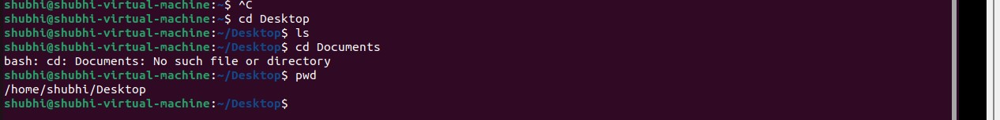 shubhi@shubhi-virtual-machine:~$ ^C
shubhi@shubhi-virtual-machine:~$ cd Desktop
shubhi@shubhi-virtual-machine:~/Desktop$ ls
shubhi@shubhi-virtual-machine:~/Desktop$ cd Documents
bash: cd: Documents: No such file or directory
shubhi@shubhi-virtual-machine:~/Desktop$ pwd
/home/shubhi/Desktop
shubhi@shubhi-virtual-machine:~/Desktop$